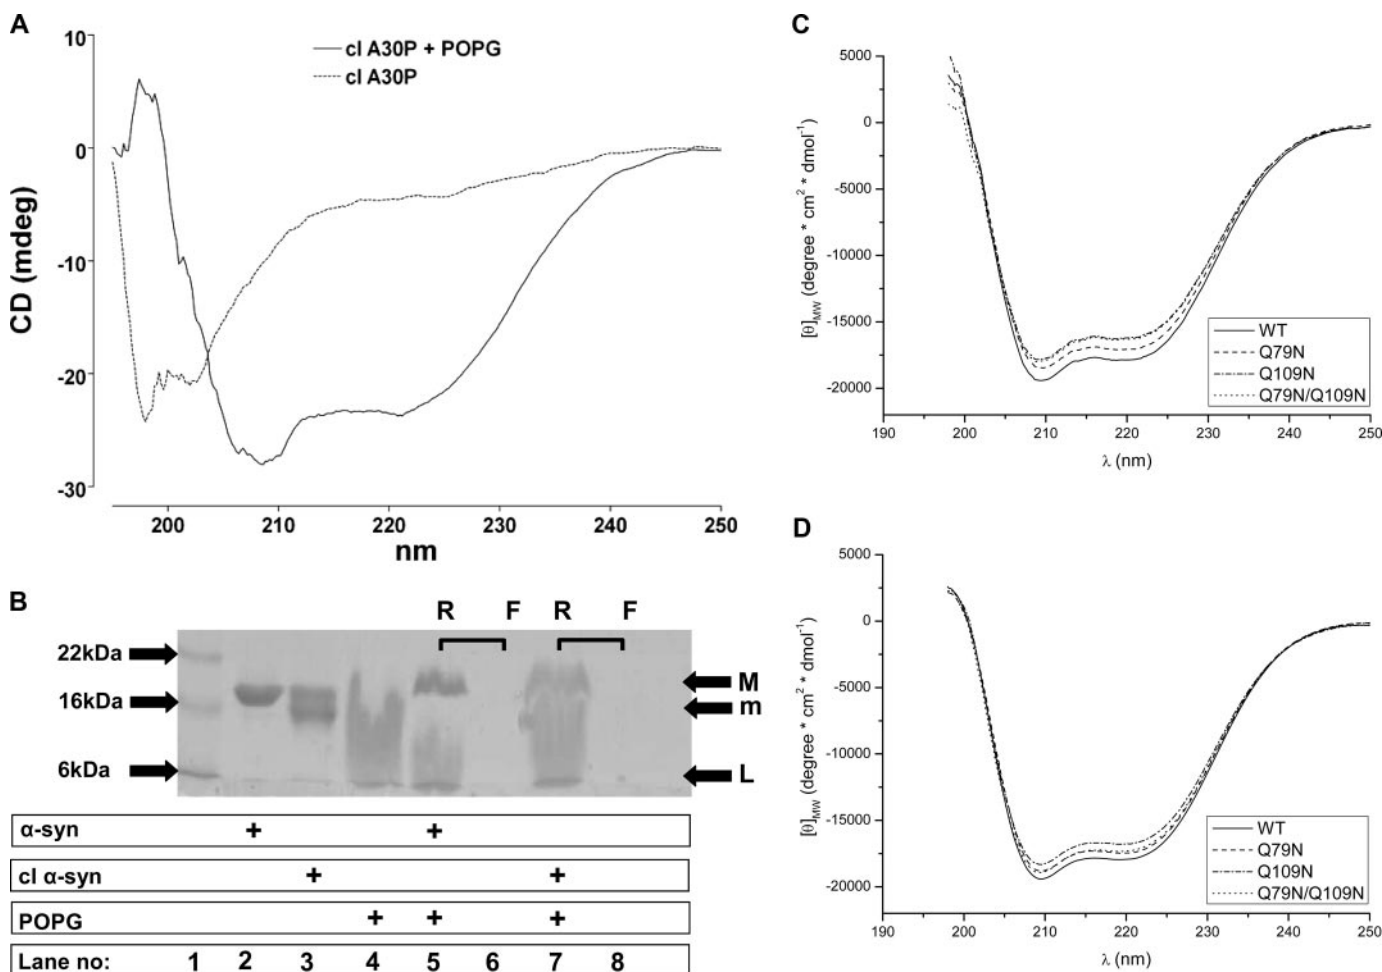 A
10
0
-10
-20
-30
CD (mdeg)
cl A30P + POPG
cl A30P
200 210 220 230 240 250
nm
B
R F R F
22kDa
16kDa
6kDa
M
m
L
α-syn + +
cl α-syn + +
POPG + + +
Lane no: 1 2 3 4 5 6 7 8
C
5000
0
-5000
-10000
-15000
-20000
[θ]MW (degree * cm² * dmol⁻¹)
WT
Q79N
Q109N
Q79N/Q109N
190 200 210 220 230 240 250
λ (nm)
D
5000
0
-5000
-10000
-15000
-20000
[θ]MW (degree * cm² * dmol⁻¹)
WT
Q79N
Q109N
Q79N/Q109N
190 200 210 220 230 240 250
λ (nm)